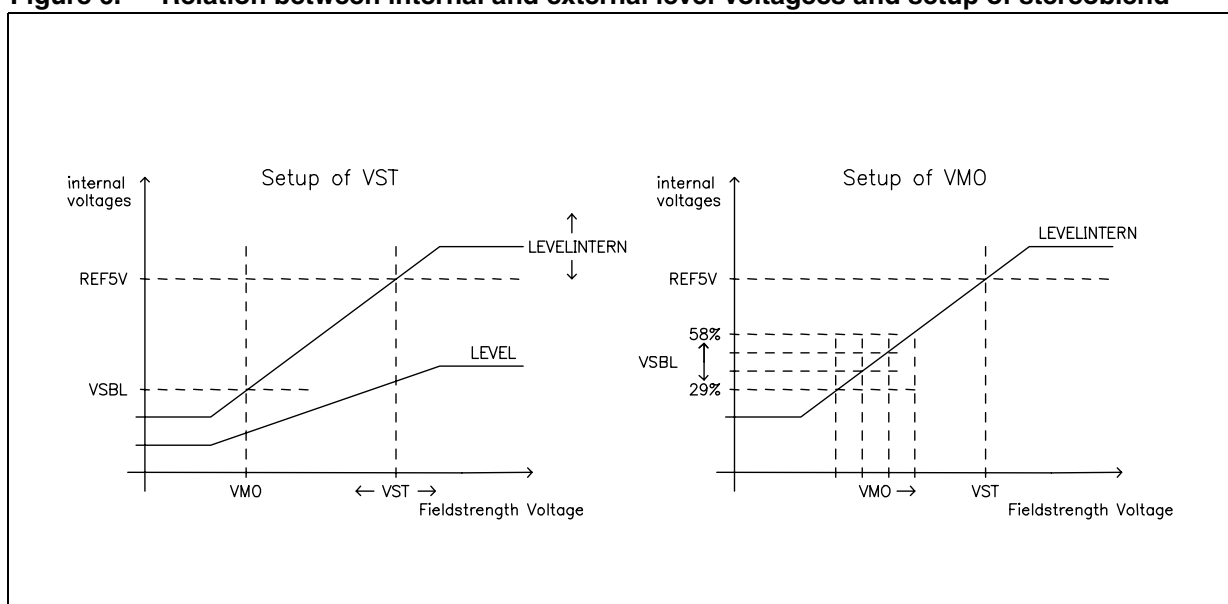 Figure 6. Relation between internal and external level voltagees and setup of stereoblend
Setup of VST
internal
voltages
LEVELINTERN
REF5V
LEVEL
VSBL
VMO
← VST →
Fieldstrength Voltage
Setup of VMO
internal
voltages
LEVELINTERN
REF5V
58%
VSBL
29%
VMO →
VST
Fieldstrength Voltage